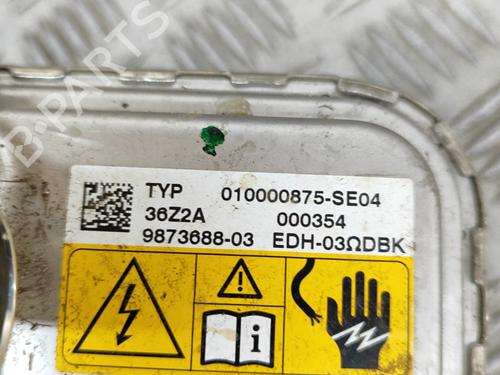 B-PARTS
TYP 010000875-SE04
36Z2A 000354
9873688-03 EDH-03ΩDBK